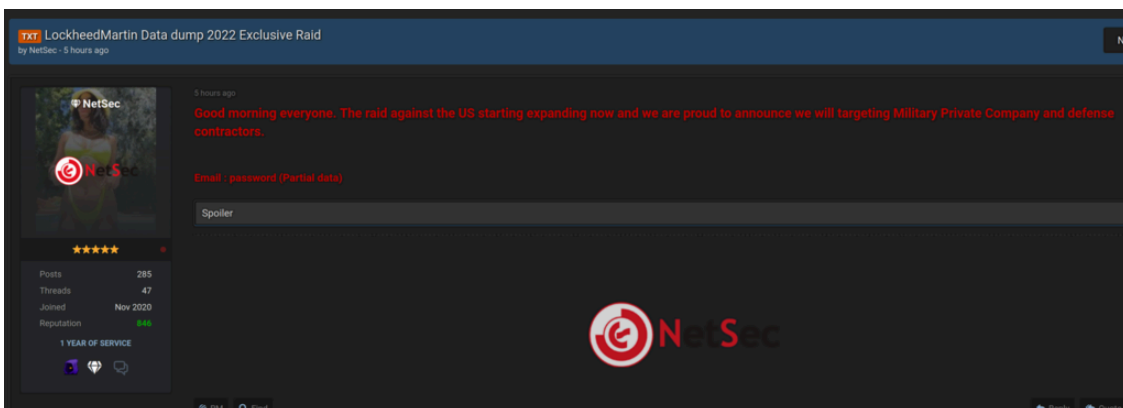 TXT LockheedMartin Data dump 2022 Exclusive Raid
by NetSec - 5 hours ago
N
NetSec
NetSec
5 hours ago
Good morning everyone. The raid against the US starting expanding now and we are proud to announce we will targeting Military Private Company and defense
contractors.
Email : password (Partial data)
Spoiler
Posts 285
Threads 47
Joined Nov 2020
Reputation 846
1 YEAR OF SERVICE
NetSec
PM Find